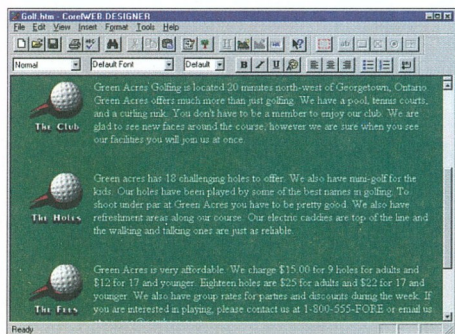 Golf.htm - Corel WEB.DESIGNER
File Edit View Insert Format Tools Help
Normal Default Font Default B I U
Green Acres Golfing is located 20 minutes north-west of Georgetown, Ontario.
Green Acres offers much more than just golfing. We have a pool, tennis courts,
and a curling rink. You don't have to be a member to enjoy our club. We are
glad to see new faces around the course, however we are sure when you see
our facilities you will join us at once.
The Club
Green acres has 18 challenging holes to offer. We also have mini-golf for the
kids. Our holes have been played by some of the best names in golfing. To
shoot under par at Green Acres you have to be pretty good. We also have
refreshment areas along our course. Our electric caddies are top of the line and
the walking and talking ones are just as reliable.
The Holes
Green Acres is very affordable. We charge $15.00 for 9 holes for adults and
$12 for 17 and younger. Eighteen holes are $25 for adults and $22 for 17 and
younger. We also have group rates for parties and discounts during the week. If
you are interested in playing, please contact us at 1-800-555-FORE or email us
The Fees
Ready